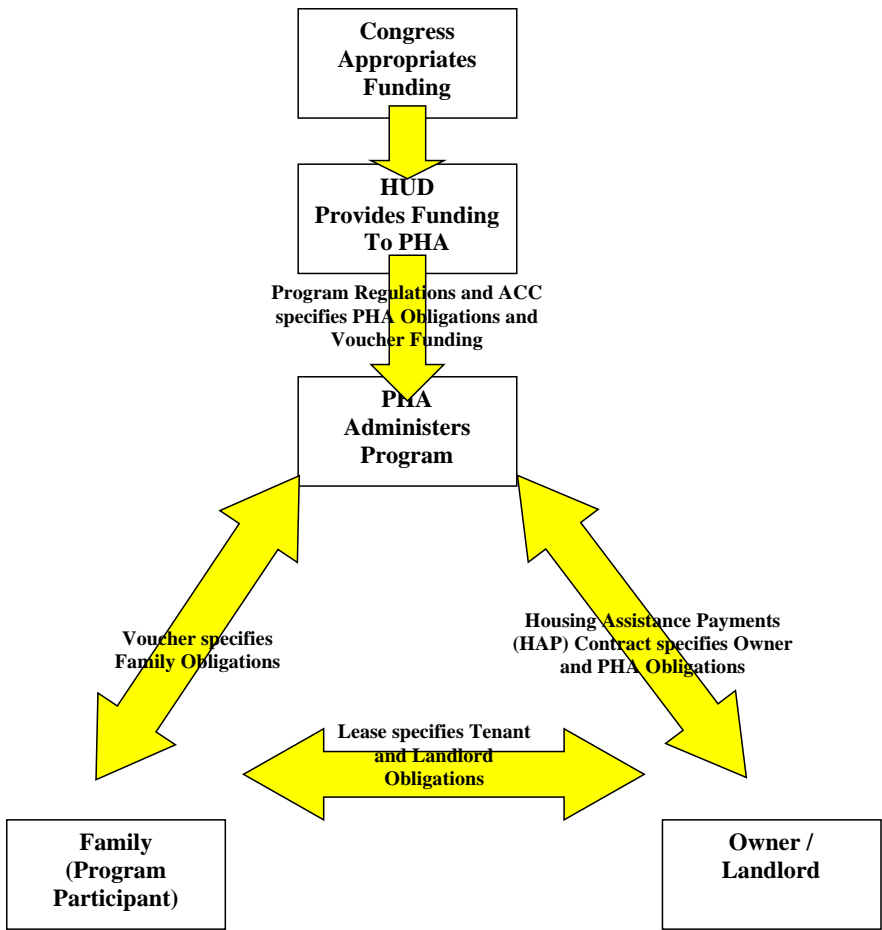 Congress
Appropriates
Funding
HUD
Provides Funding
To PHA
Program Regulations and ACC
specifies PHA Obligations and
Voucher Funding
PHA
Administers
Program
Voucher specifies
Family Obligations
Housing Assistance Payments
(HAP) Contract specifies Owner
and PHA Obligations
Lease specifies Tenant
and Landlord
Obligations
Family
(Program
Participant)
Owner /
Landlord